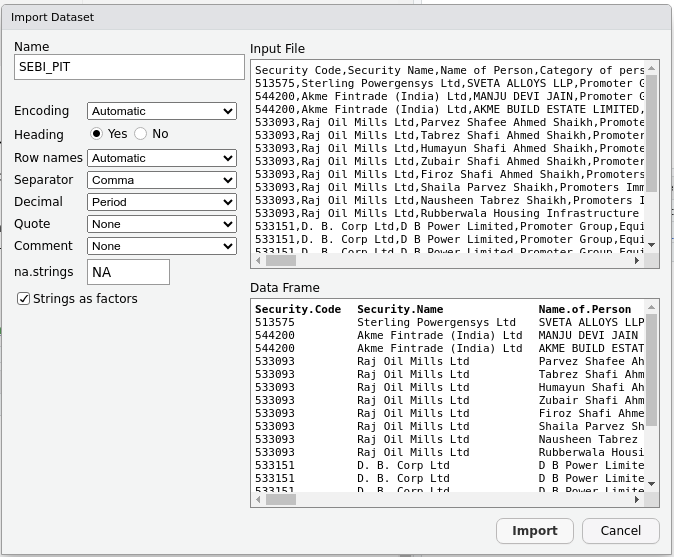 Import Dataset
Name
SEBI_PIT
Encoding Automatic
Heading Yes No
Row names Automatic
Separator Comma
Decimal Period
Quote None
Comment None
na.strings NA
Strings as factors
Input File
Security Code,Security Name,Name of Person,Category of pers
513575,Sterling Powergensys Ltd,SVETA ALLOYS LLP,Promoter G
544200,Akme Fintrade (India) Ltd,MANJU DEVI JAIN,Promoter G
544200,Akme Fintrade (India) Ltd,AKME BUILD ESTATE LIMITED,
533093,Raj Oil Mills Ltd,Parvez Shafee Ahmed Shaikh,Promote
533093,Raj Oil Mills Ltd,Tabrez Shafi Ahmed Shaikh,Promoter
533093,Raj Oil Mills Ltd,Humayun Shafi Ahmed Shaikh,Promote
533093,Raj Oil Mills Ltd,Zubair Shafi Ahmed Shaikh,Promoter
533093,Raj Oil Mills Ltd,Firoz Shafi Ahmed Shaikh,Promoters
533093,Raj Oil Mills Ltd,Shaila Parvez Shaikh,Promoters Imm
533093,Raj Oil Mills Ltd,Nausheen Tabrez Shaikh,Promoters I
533093,Raj Oil Mills Ltd,Rubberwala Housing Infrastructure
533151,D. B. Corp Ltd,D B Power Limited,Promoter Group,Equi
533151,D. B. Corp Ltd,D B Power Limited,Promoter Group,Equi
533151,D. B. Corp Ltd,D B Power Limited,Promoter Group,Equi
Data Frame
Security.Code Security.Name Name.of.Person
513575 Sterling Powergensys Ltd SVETA ALLOYS LLP
544200 Akme Fintrade (India) Ltd MANJU DEVI JAIN
544200 Akme Fintrade (India) Ltd AKME BUILD ESTAT
533093 Raj Oil Mills Ltd Parvez Shafee Ah
533093 Raj Oil Mills Ltd Tabrez Shafi Ahm
533093 Raj Oil Mills Ltd Humayun Shafi Ah
533093 Raj Oil Mills Ltd Zubair Shafi Ahm
533093 Raj Oil Mills Ltd Firoz Shafi Ahme
533093 Raj Oil Mills Ltd Shaila Parvez Sh
533093 Raj Oil Mills Ltd Nausheen Tabrez
533093 Raj Oil Mills Ltd Rubberwala Housi
533151 D. B. Corp Ltd D B Power Limite
533151 D. B. Corp Ltd D B Power Limite
533151 D. B. Corp Ltd D B Power Limite
Import Cancel